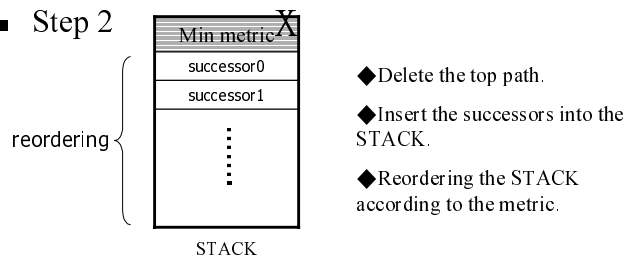 Step 2
Min metric X
successor0
successor1
reordering
STACK
◆Delete the top path.
◆Insert the successors into the
STACK.
◆Reordering the STACK
according to the metric.